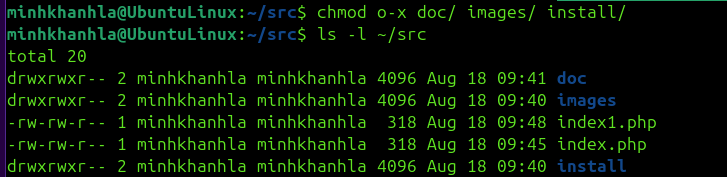 minhkhanhla@UbuntuLinux:~/src$ chmod o-x doc/ images/ install/
minhkhanhla@UbuntuLinux:~/src$ ls -l ~/src
total 20
drwxrwxr-- 2 minhkhanhla minhkhanhla 4096 Aug 18 09:41 doc
drwxrwxr-- 2 minhkhanhla minhkhanhla 4096 Aug 18 09:40 images
-rw-rw-r-- 1 minhkhanhla minhkhanhla  318 Aug 18 09:48 index1.php
-rw-rw-r-- 1 minhkhanhla minhkhanhla  318 Aug 18 09:45 index.php
drwxrwxr-- 2 minhkhanhla minhkhanhla 4096 Aug 18 09:40 install